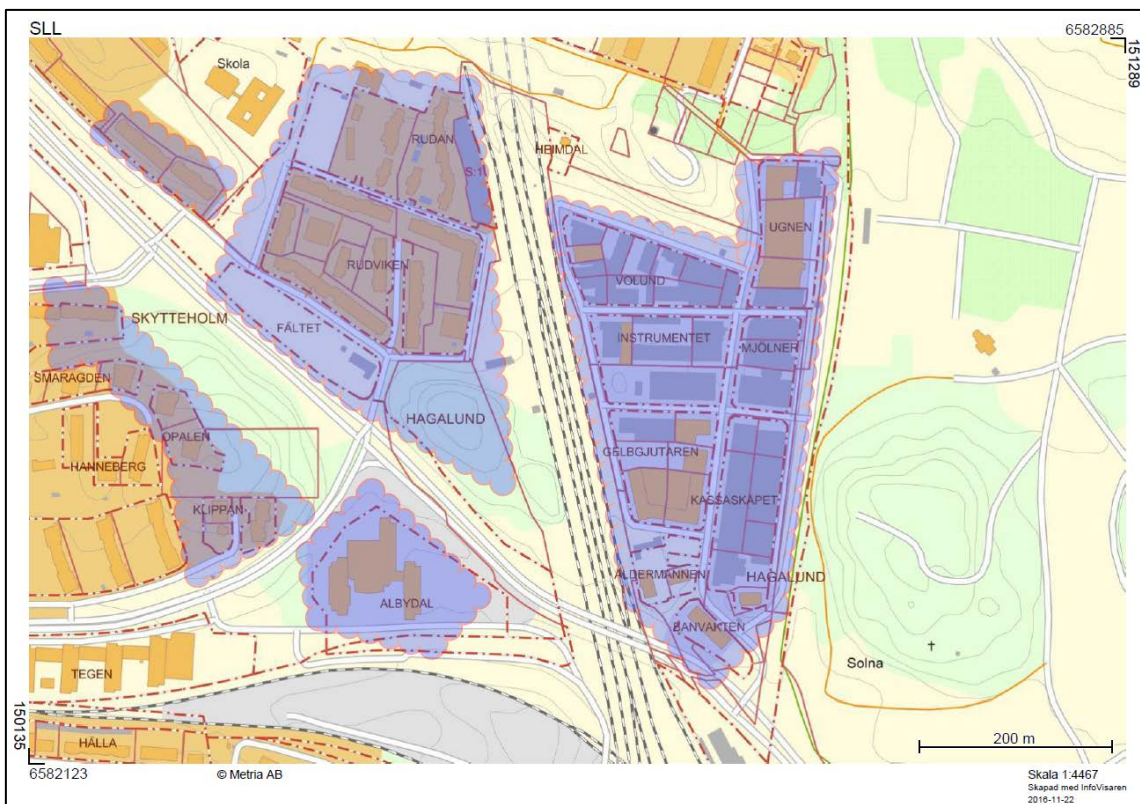 SLL
6582885
151289
Skola
RUDAN
HEIMDAL
S:1
UGNEN
RUDVIKEN
VOLUND
SKYTTEHOLM
FÄLTET
INSTRUMENTET
MJÖLNER
SMARAGDEN
HAGALUND
OPALEN
GELBGJUTAREN
HANNEBERG
KASSASKÅPET
KLIPPAN
ÅLDERMANNEN
HAGALUND
ALBYDAL
BANVAKTEN
Solna
TEGEN
150135
HÄLLA
200 m
6582123
© Metria AB
Skala 1:4467
Skapad med InfoVisaren
2016-11-22